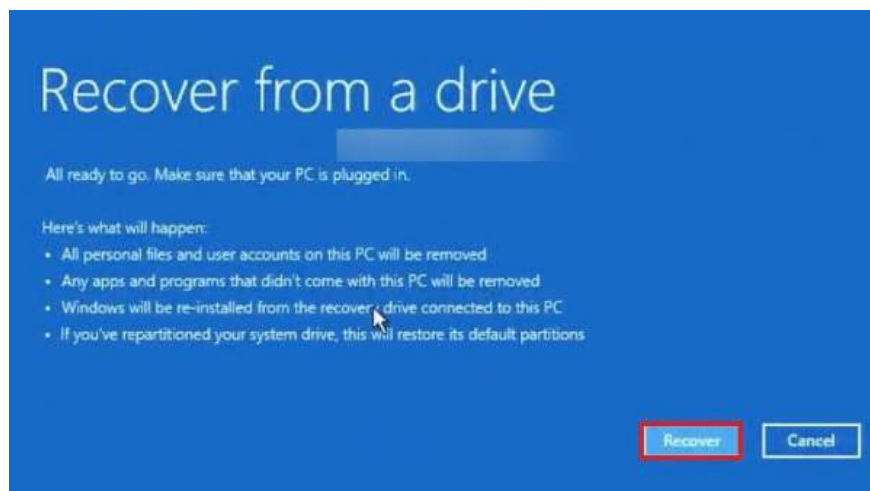 Recover from a drive
All ready to go. Make sure that your PC is plugged in.
Here's what will happen:
• All personal files and user accounts on this PC will be removed
• Any apps and programs that didn't come with this PC will be removed
• Windows will be re-installed from the recovery drive connected to this PC
• If you've repartitioned your system drive, this will restore its default partitions
Recover Cancel